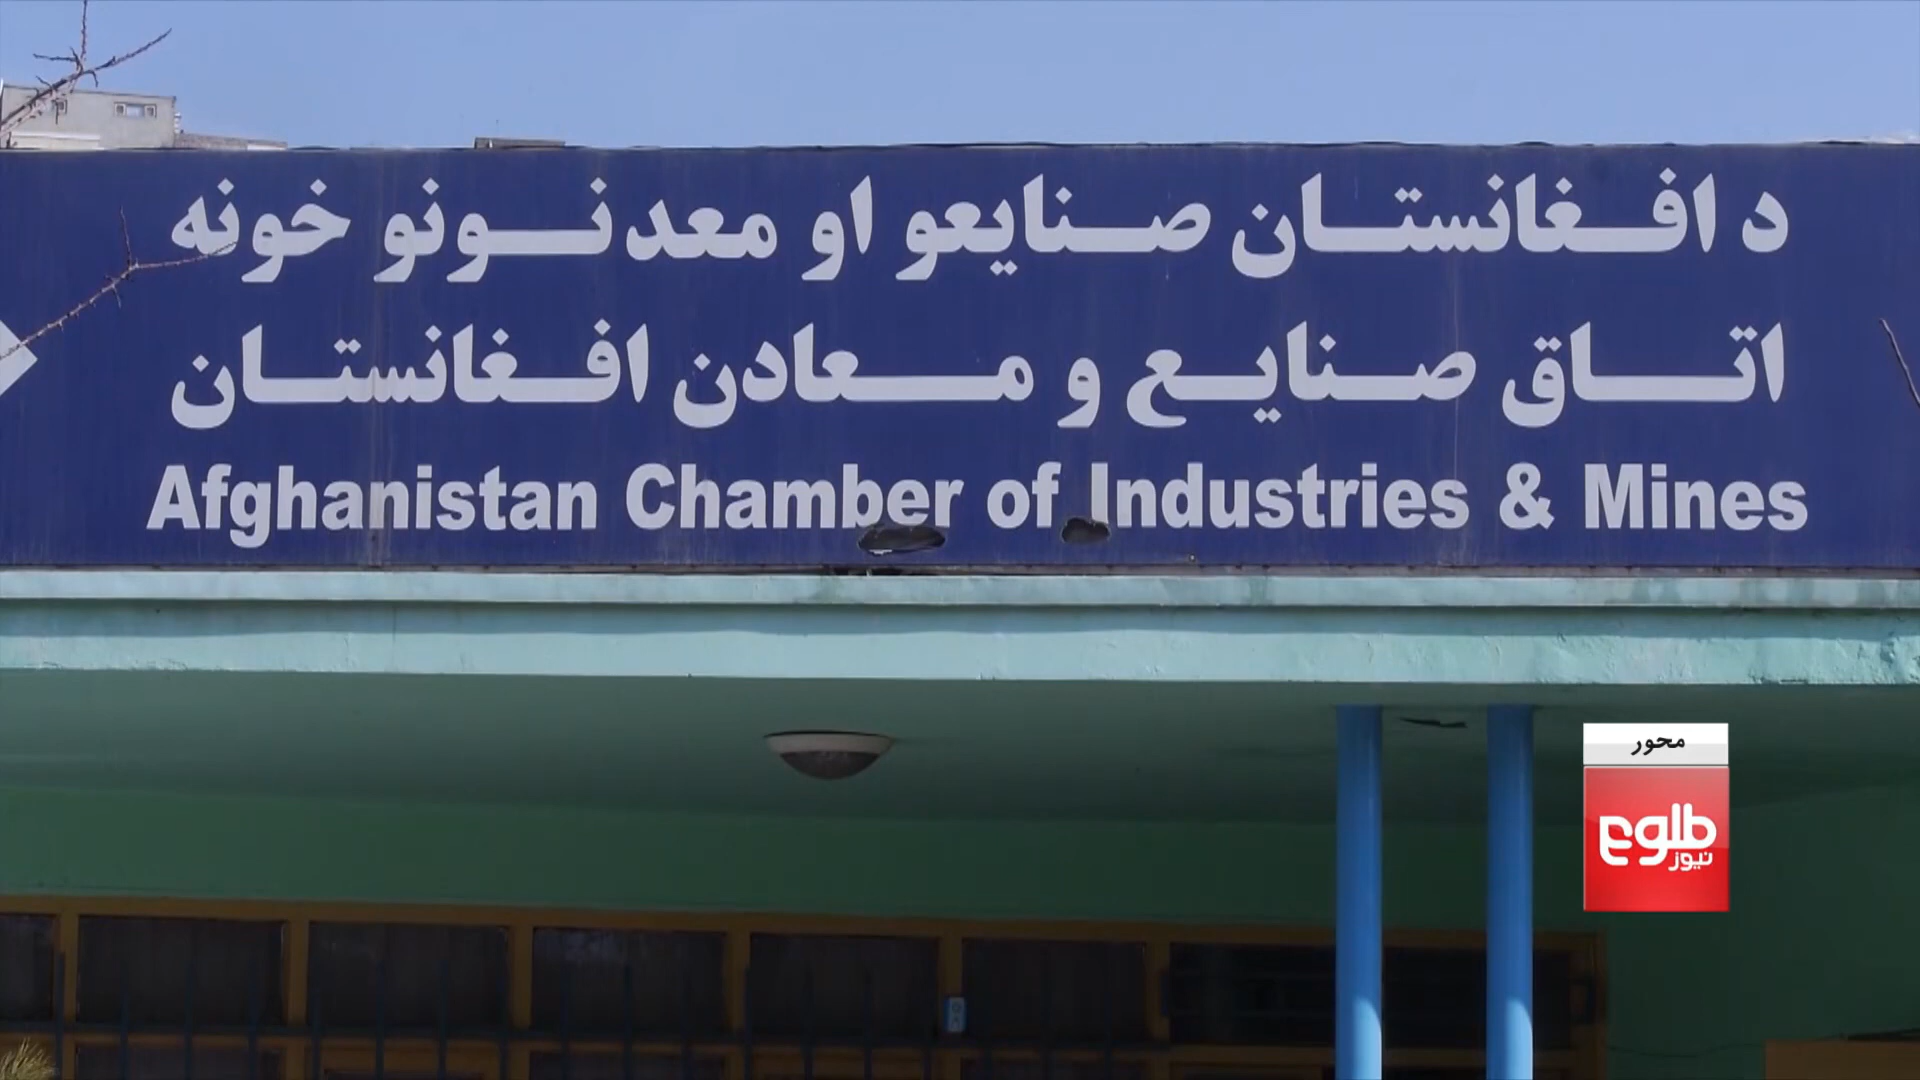 د افغانستان صنایعو او معدنونو خونه
اتاق صنایع و معادن افغانستان
Afghanistan Chamber of Industries & Mines
محور
طلوع
نیوز